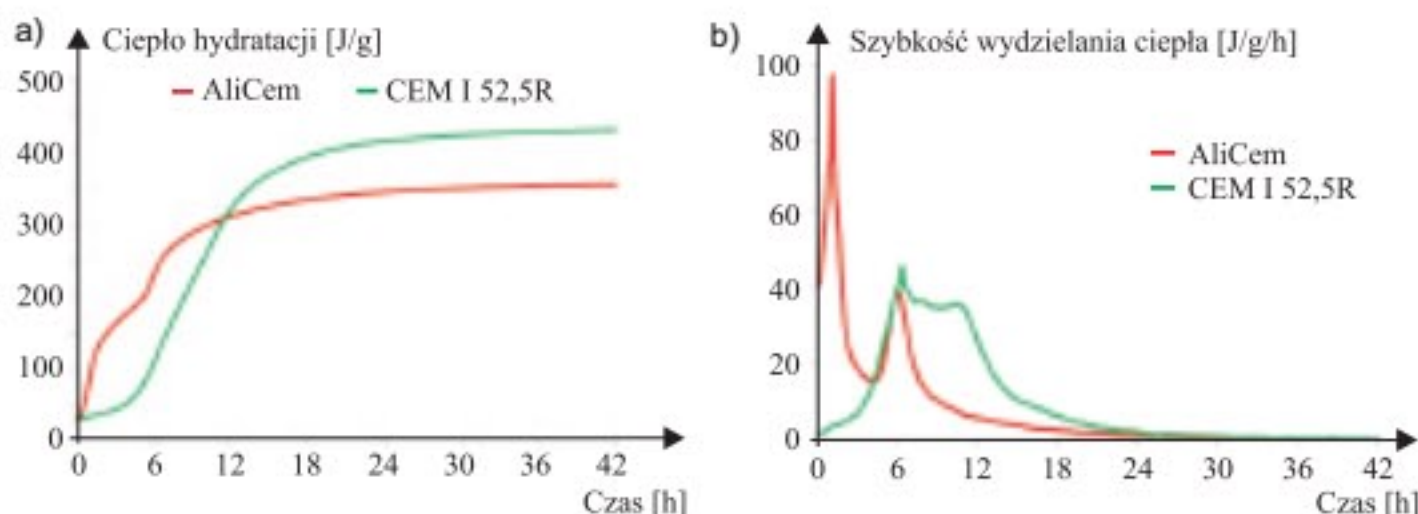 a) Ciepło hydratacji [J/g]
AliCem CEM I 52,5R
500
400
300
200
100
0
0 6 12 18 24 30 36 42
Czas [h]
b) Szybkość wydzielania ciepła [J/g/h]
AliCem
CEM I 52,5R
100
80
60
40
20
0
0 6 12 18 24 30 36 42
Czas [h]